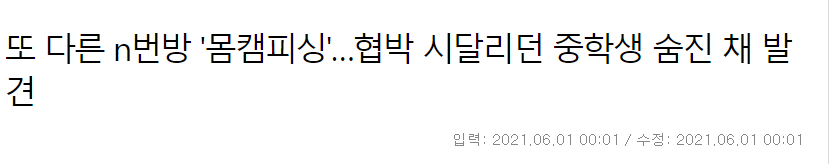 또 다른 n번방 '몸캠피싱'...협박 시달리던 중학생 숨진 채 발
견
입력: 2021.06.01 00:01 / 수정: 2021.06.01 00:01